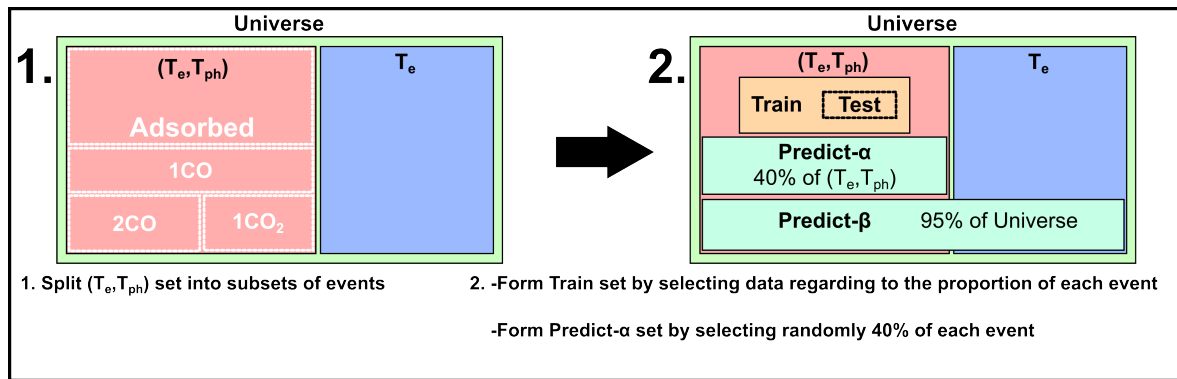 Universe
1.
(Te,Tph)
Te
Adsorbed
1CO
2CO
1CO2
1. Split (Te,Tph) set into subsets of events
Universe
2.
(Te,Tph)
Te
Train
Test
Predict-α
40% of (Te,Tph)
Predict-β 95% of Universe
2. -Form Train set by selecting data regarding to the proportion of each event
-Form Predict-α set by selecting randomly 40% of each event